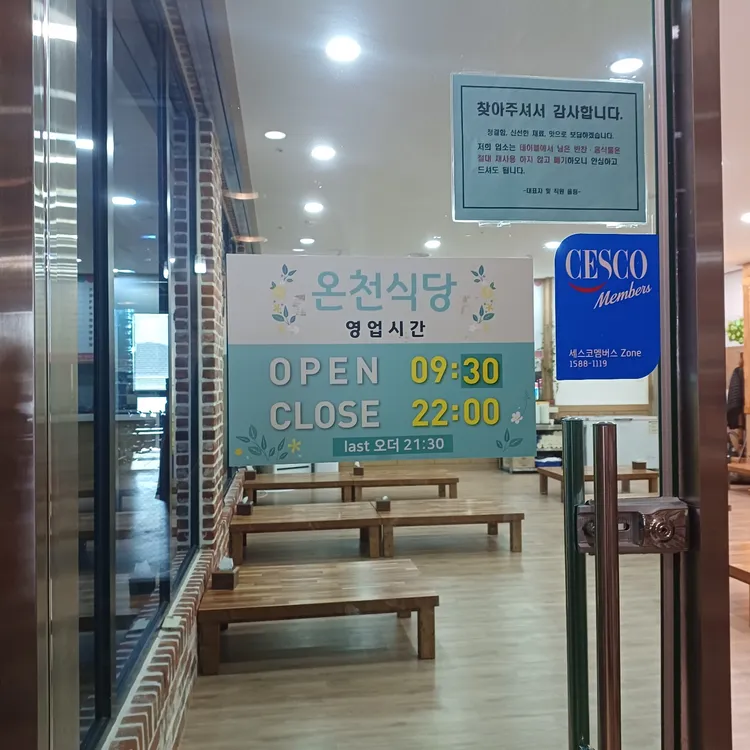 찾아주셔서 감사합니다.
청결함, 신선한 재료, 맛으로 보답하겠습니다.
저희 업소는 테이블에서 남은 반찬·음식물은
절대 재사용 하지 않고 폐기하오니 안심하고
드셔도 됩니다.
-대표자 및 직원 올림-
CESCO
Members
세스코멤버스 Zone
1588-1119
온천식당
영업시간
OPEN 09:30
CLOSE 22:00
last 오더 21:30